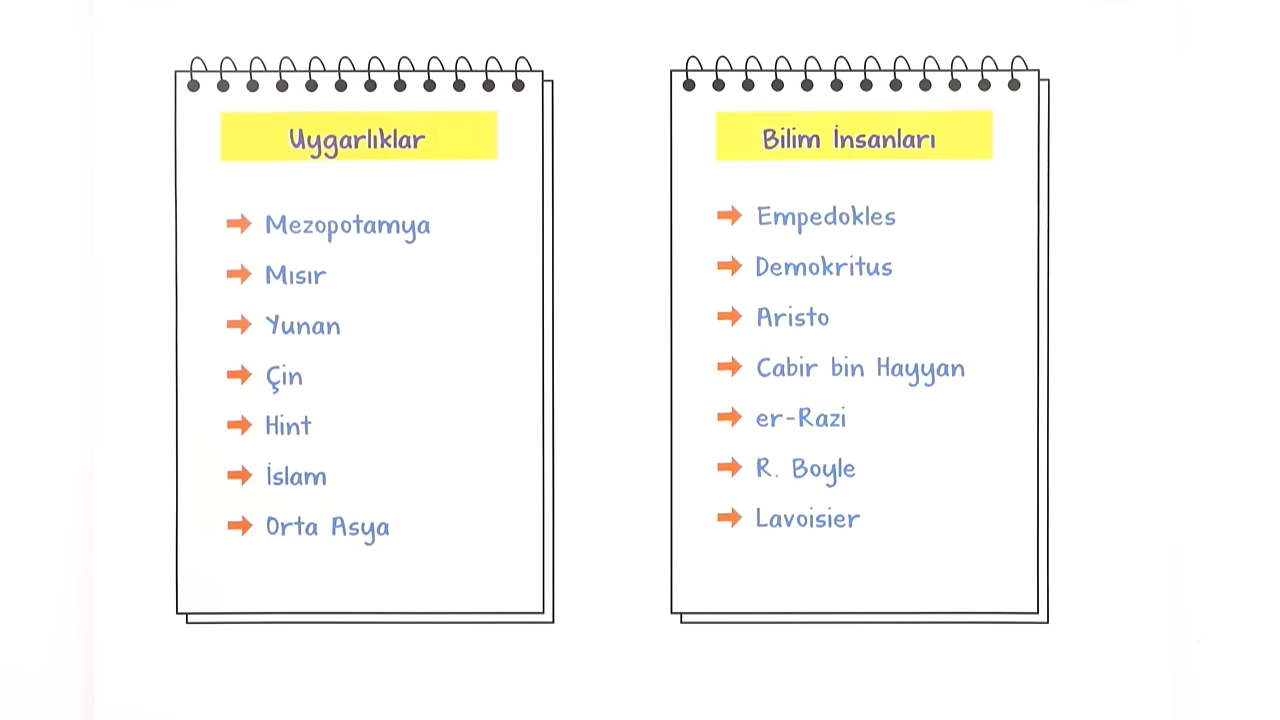 Uygarlıklar
Mezopotamya
Mısır
Yunan
Çin
Hint
İslam
Orta Asya
Bilim İnsanları
Empedokles
Demokritus
Aristo
Cabir bin Hayyan
er-Razi
R. Boyle
Lavoisier